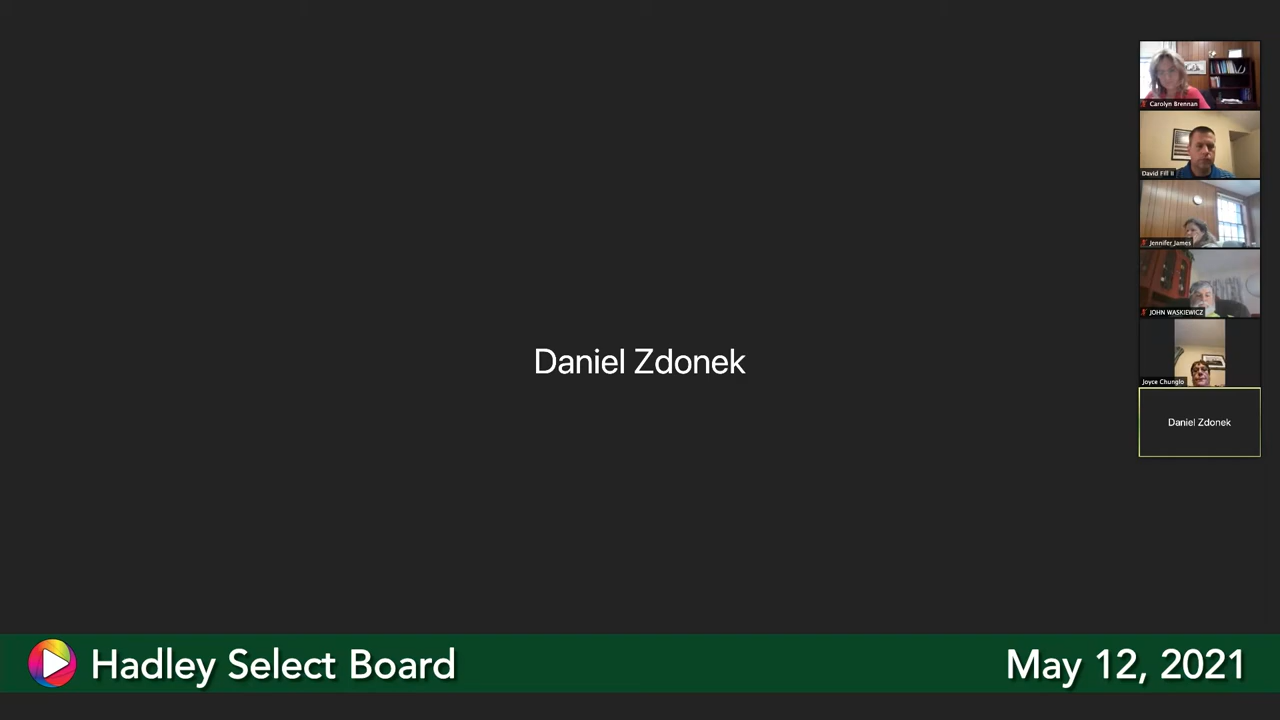 Carolyn Brennan
David Fill II
Jennifer James
JOHN WASKIEWICZ
Joyce Chunglo
Daniel Zdonek
Daniel Zdonek
Hadley Select Board
May 12, 2021